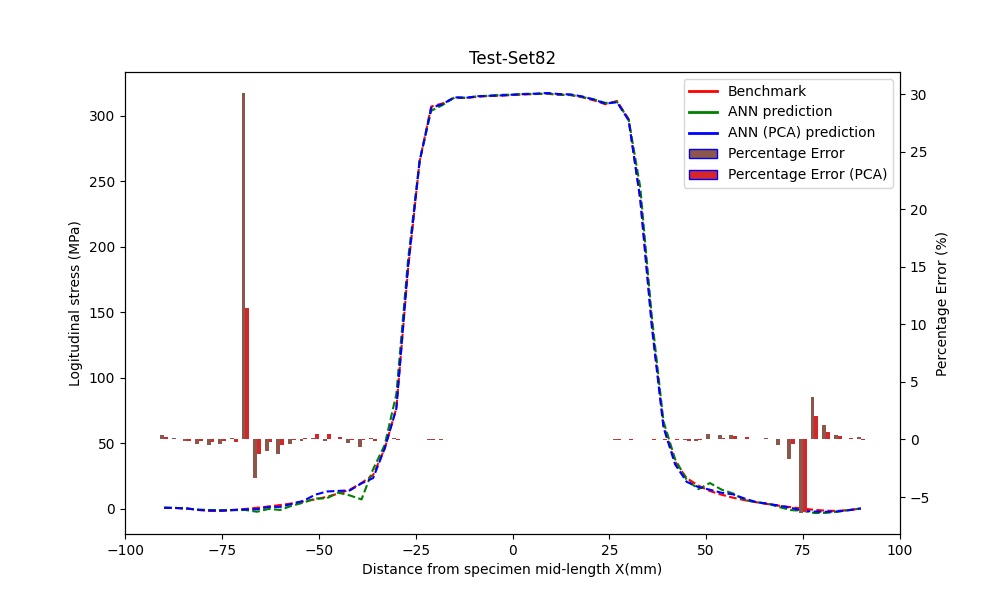 Test-Set82
Benchmark
ANN prediction
ANN (PCA) prediction
Percentage Error
Percentage Error (PCA)
Logitudinal stress (MPa)
300
250
200
150
100
50
0
30
25
20
15
10
5
0
−5
Percentage Error (%)
−100 −75 −50 −25 0 25 50 75 100
Distance from specimen mid-length X(mm)